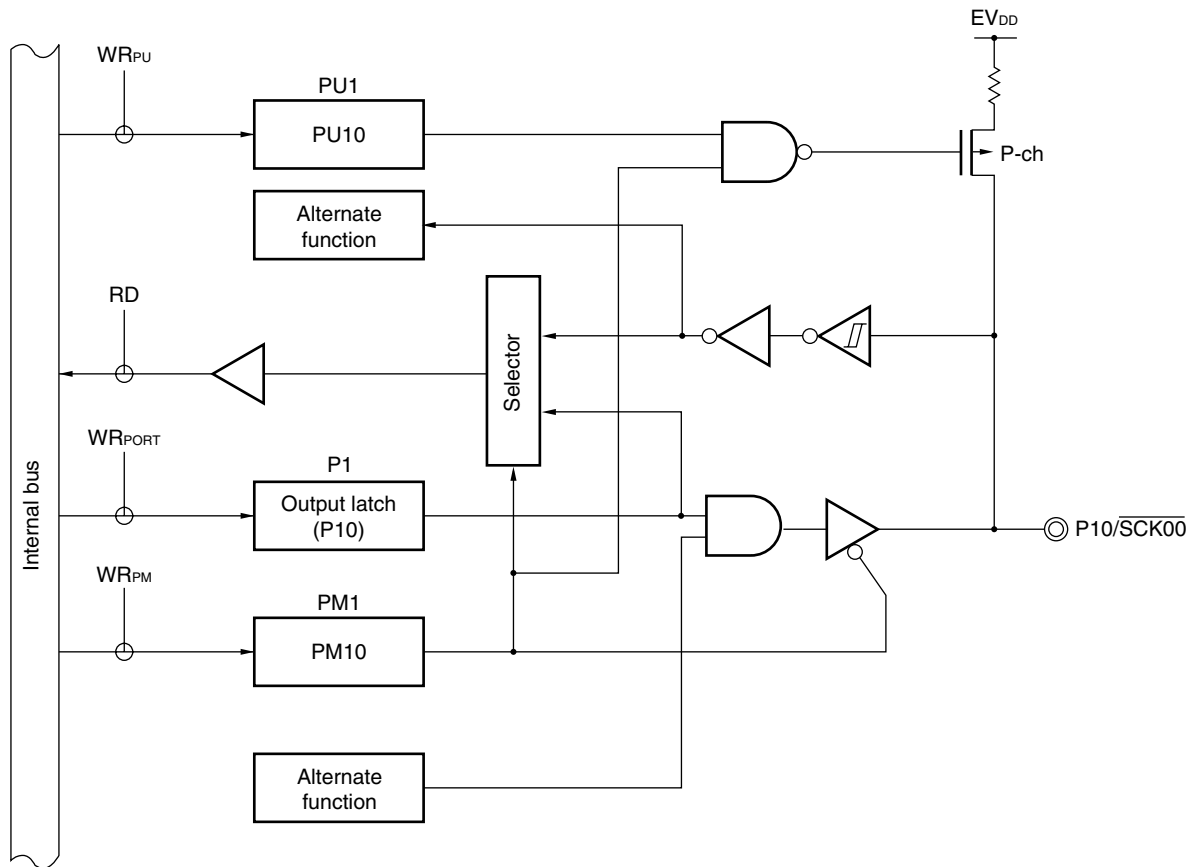 EVDD
WRPU
PU1
PU10
P-ch
Alternate
function
RD
Selector
WRPORT
P1
Output latch
(P10)
Internal bus
P10/SCK00
WRPM
PM1
PM10
Alternate
function